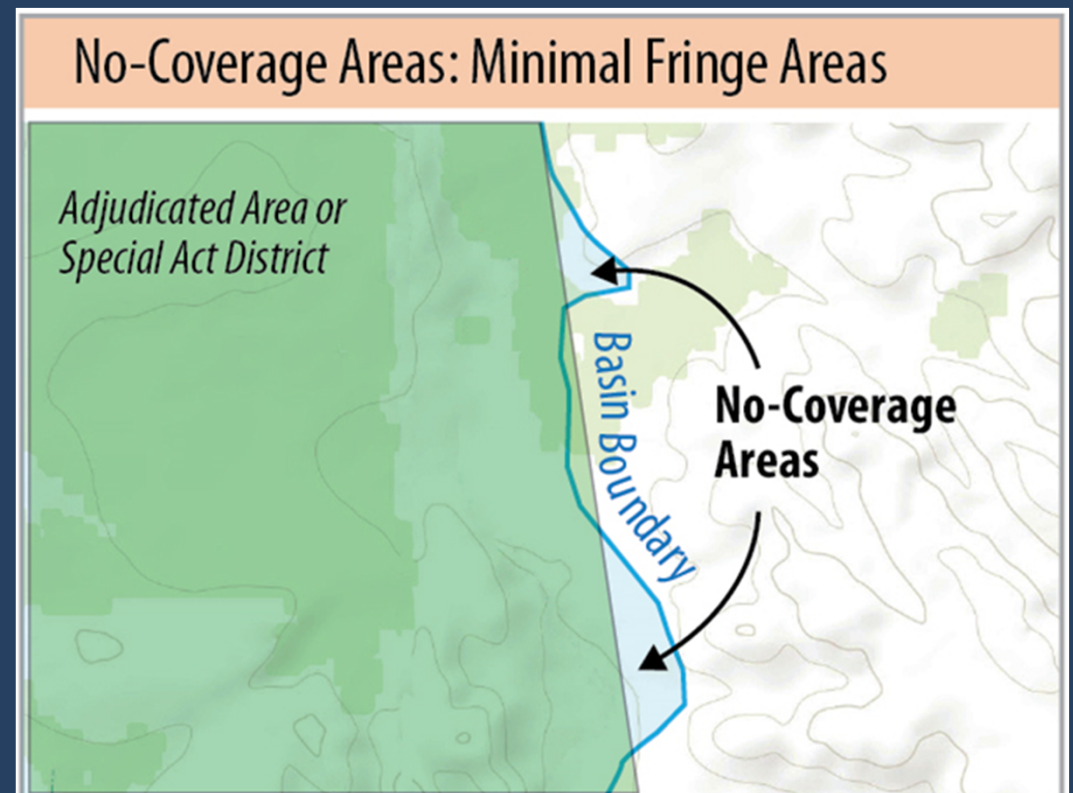 No-Coverage Areas: Minimal Fringe Areas
Adjudicated Area or
Special Act District
Basin Boundary
No-Coverage
Areas